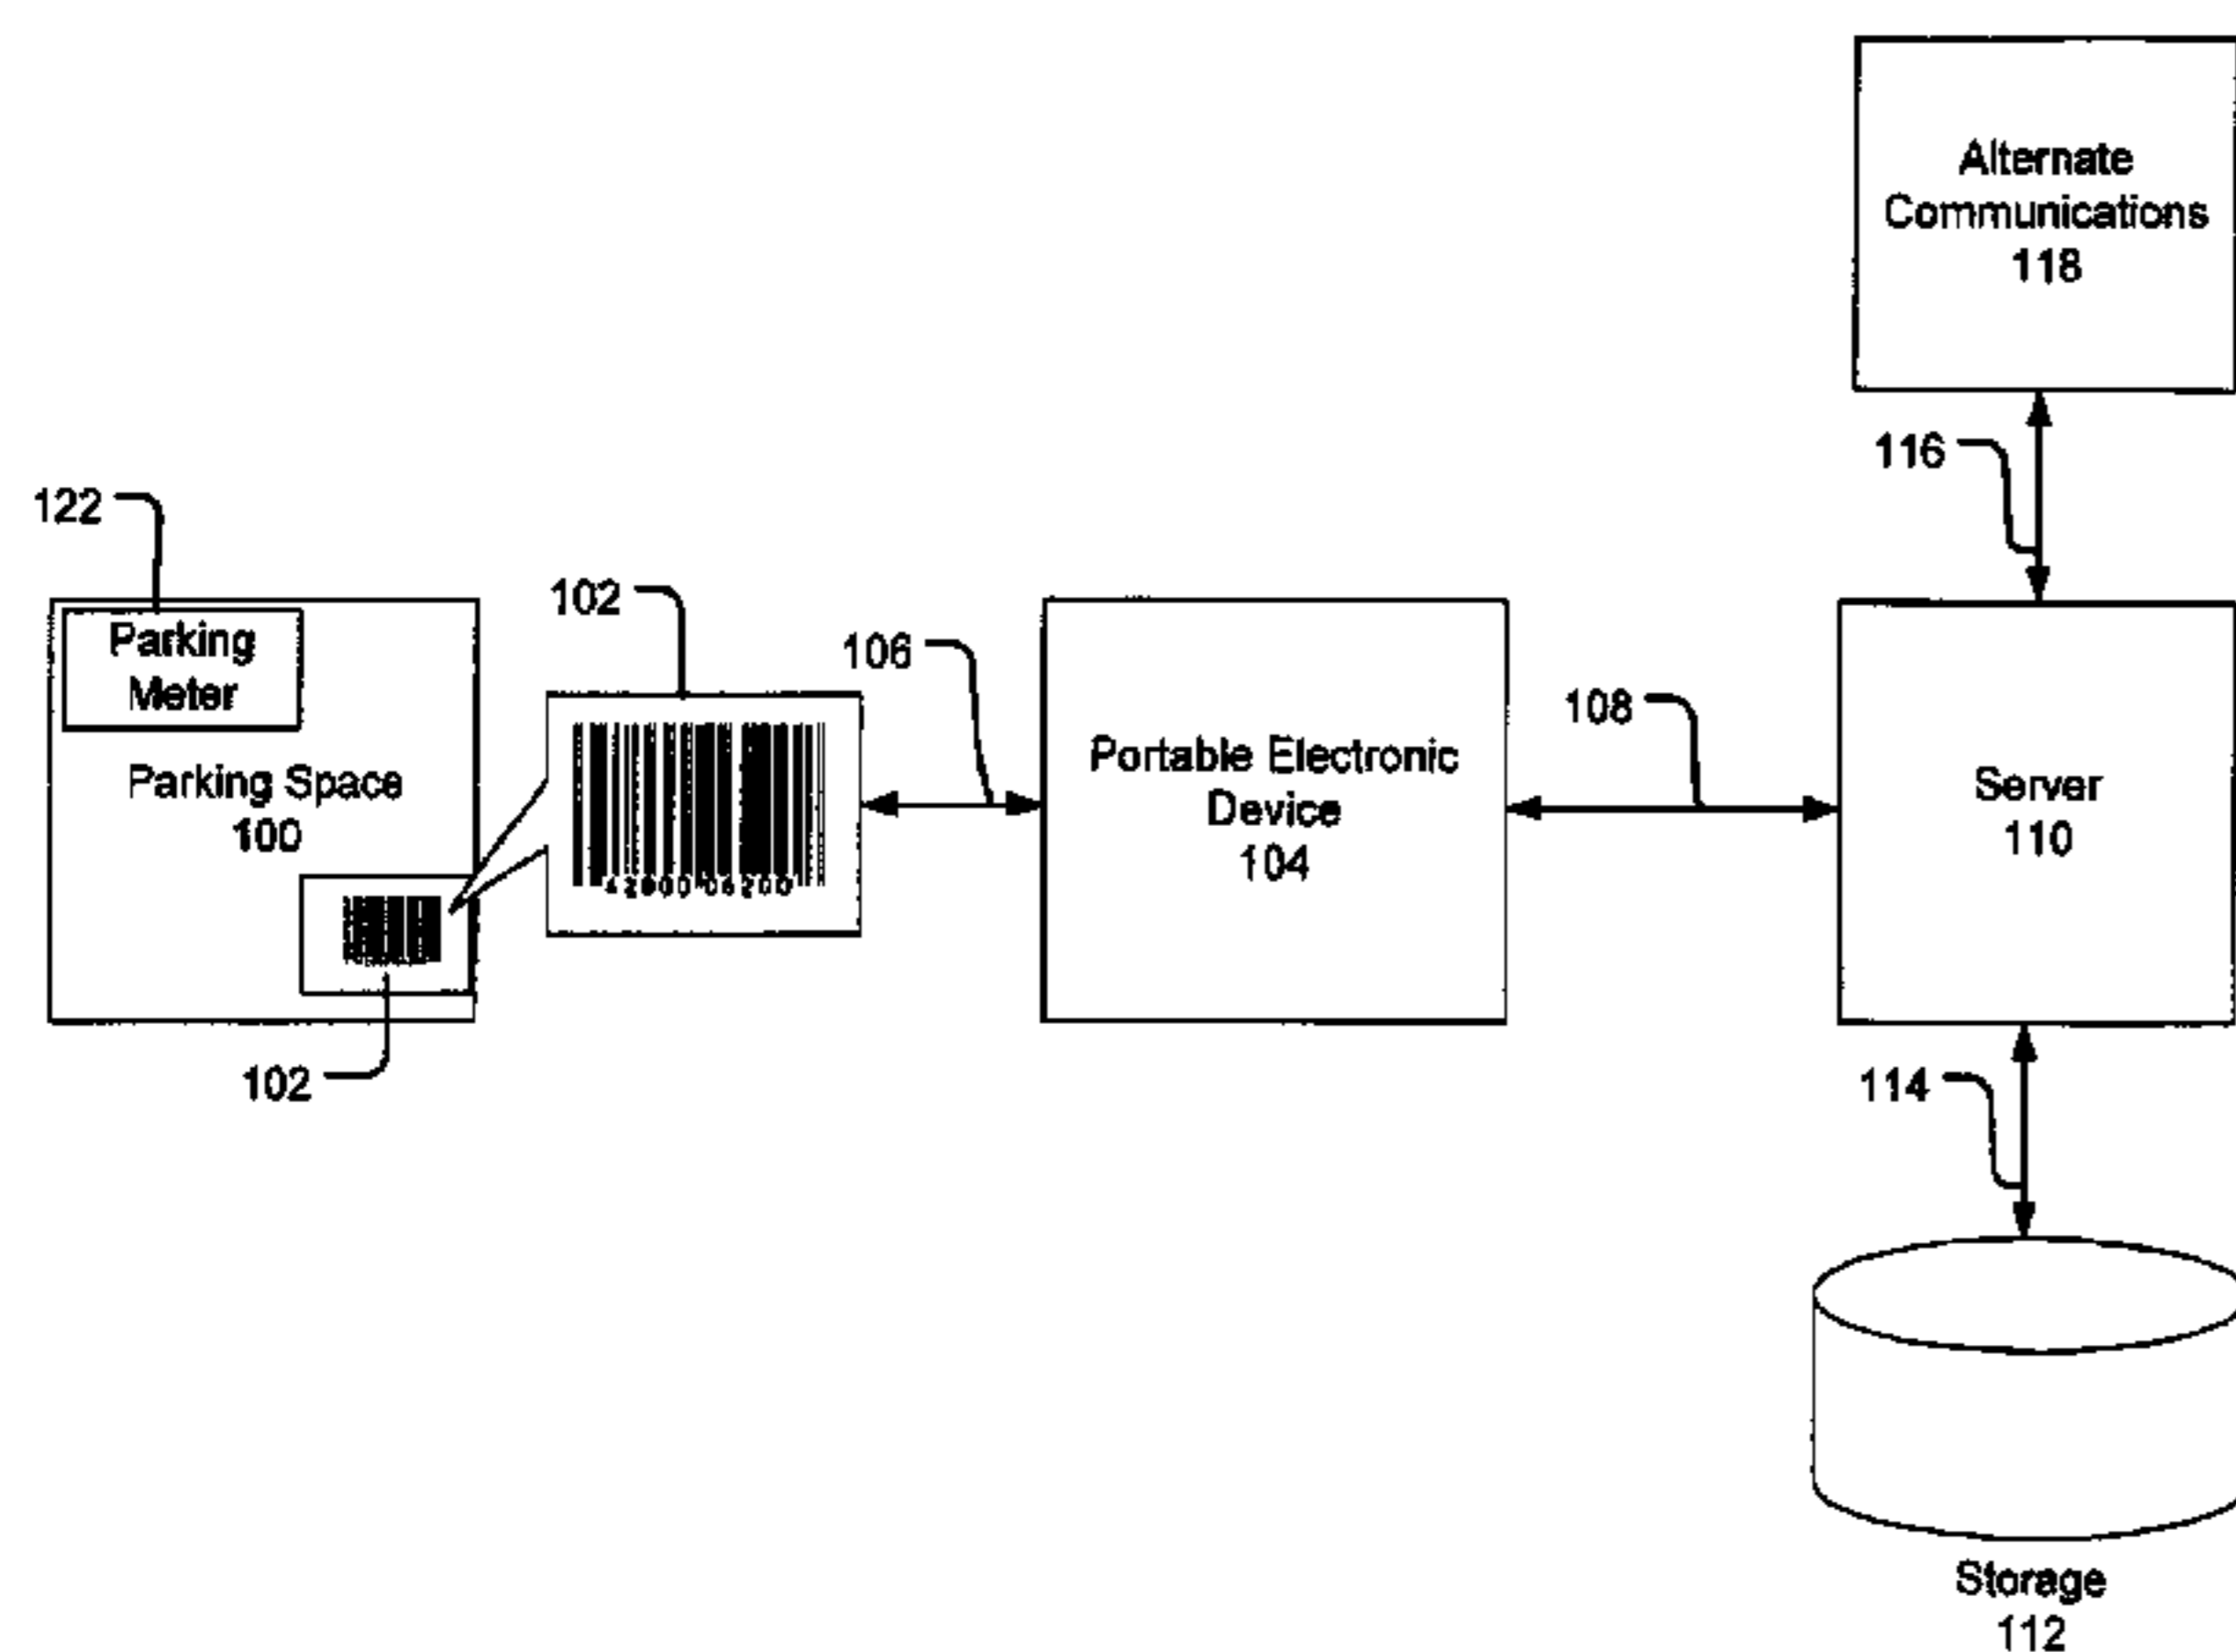 Alternate
Communications
118
116
122
102
106
108
Parking
Meter
Parking Space
100
Portable Electronic
Device
104
Server
110
102
114
Storage
112